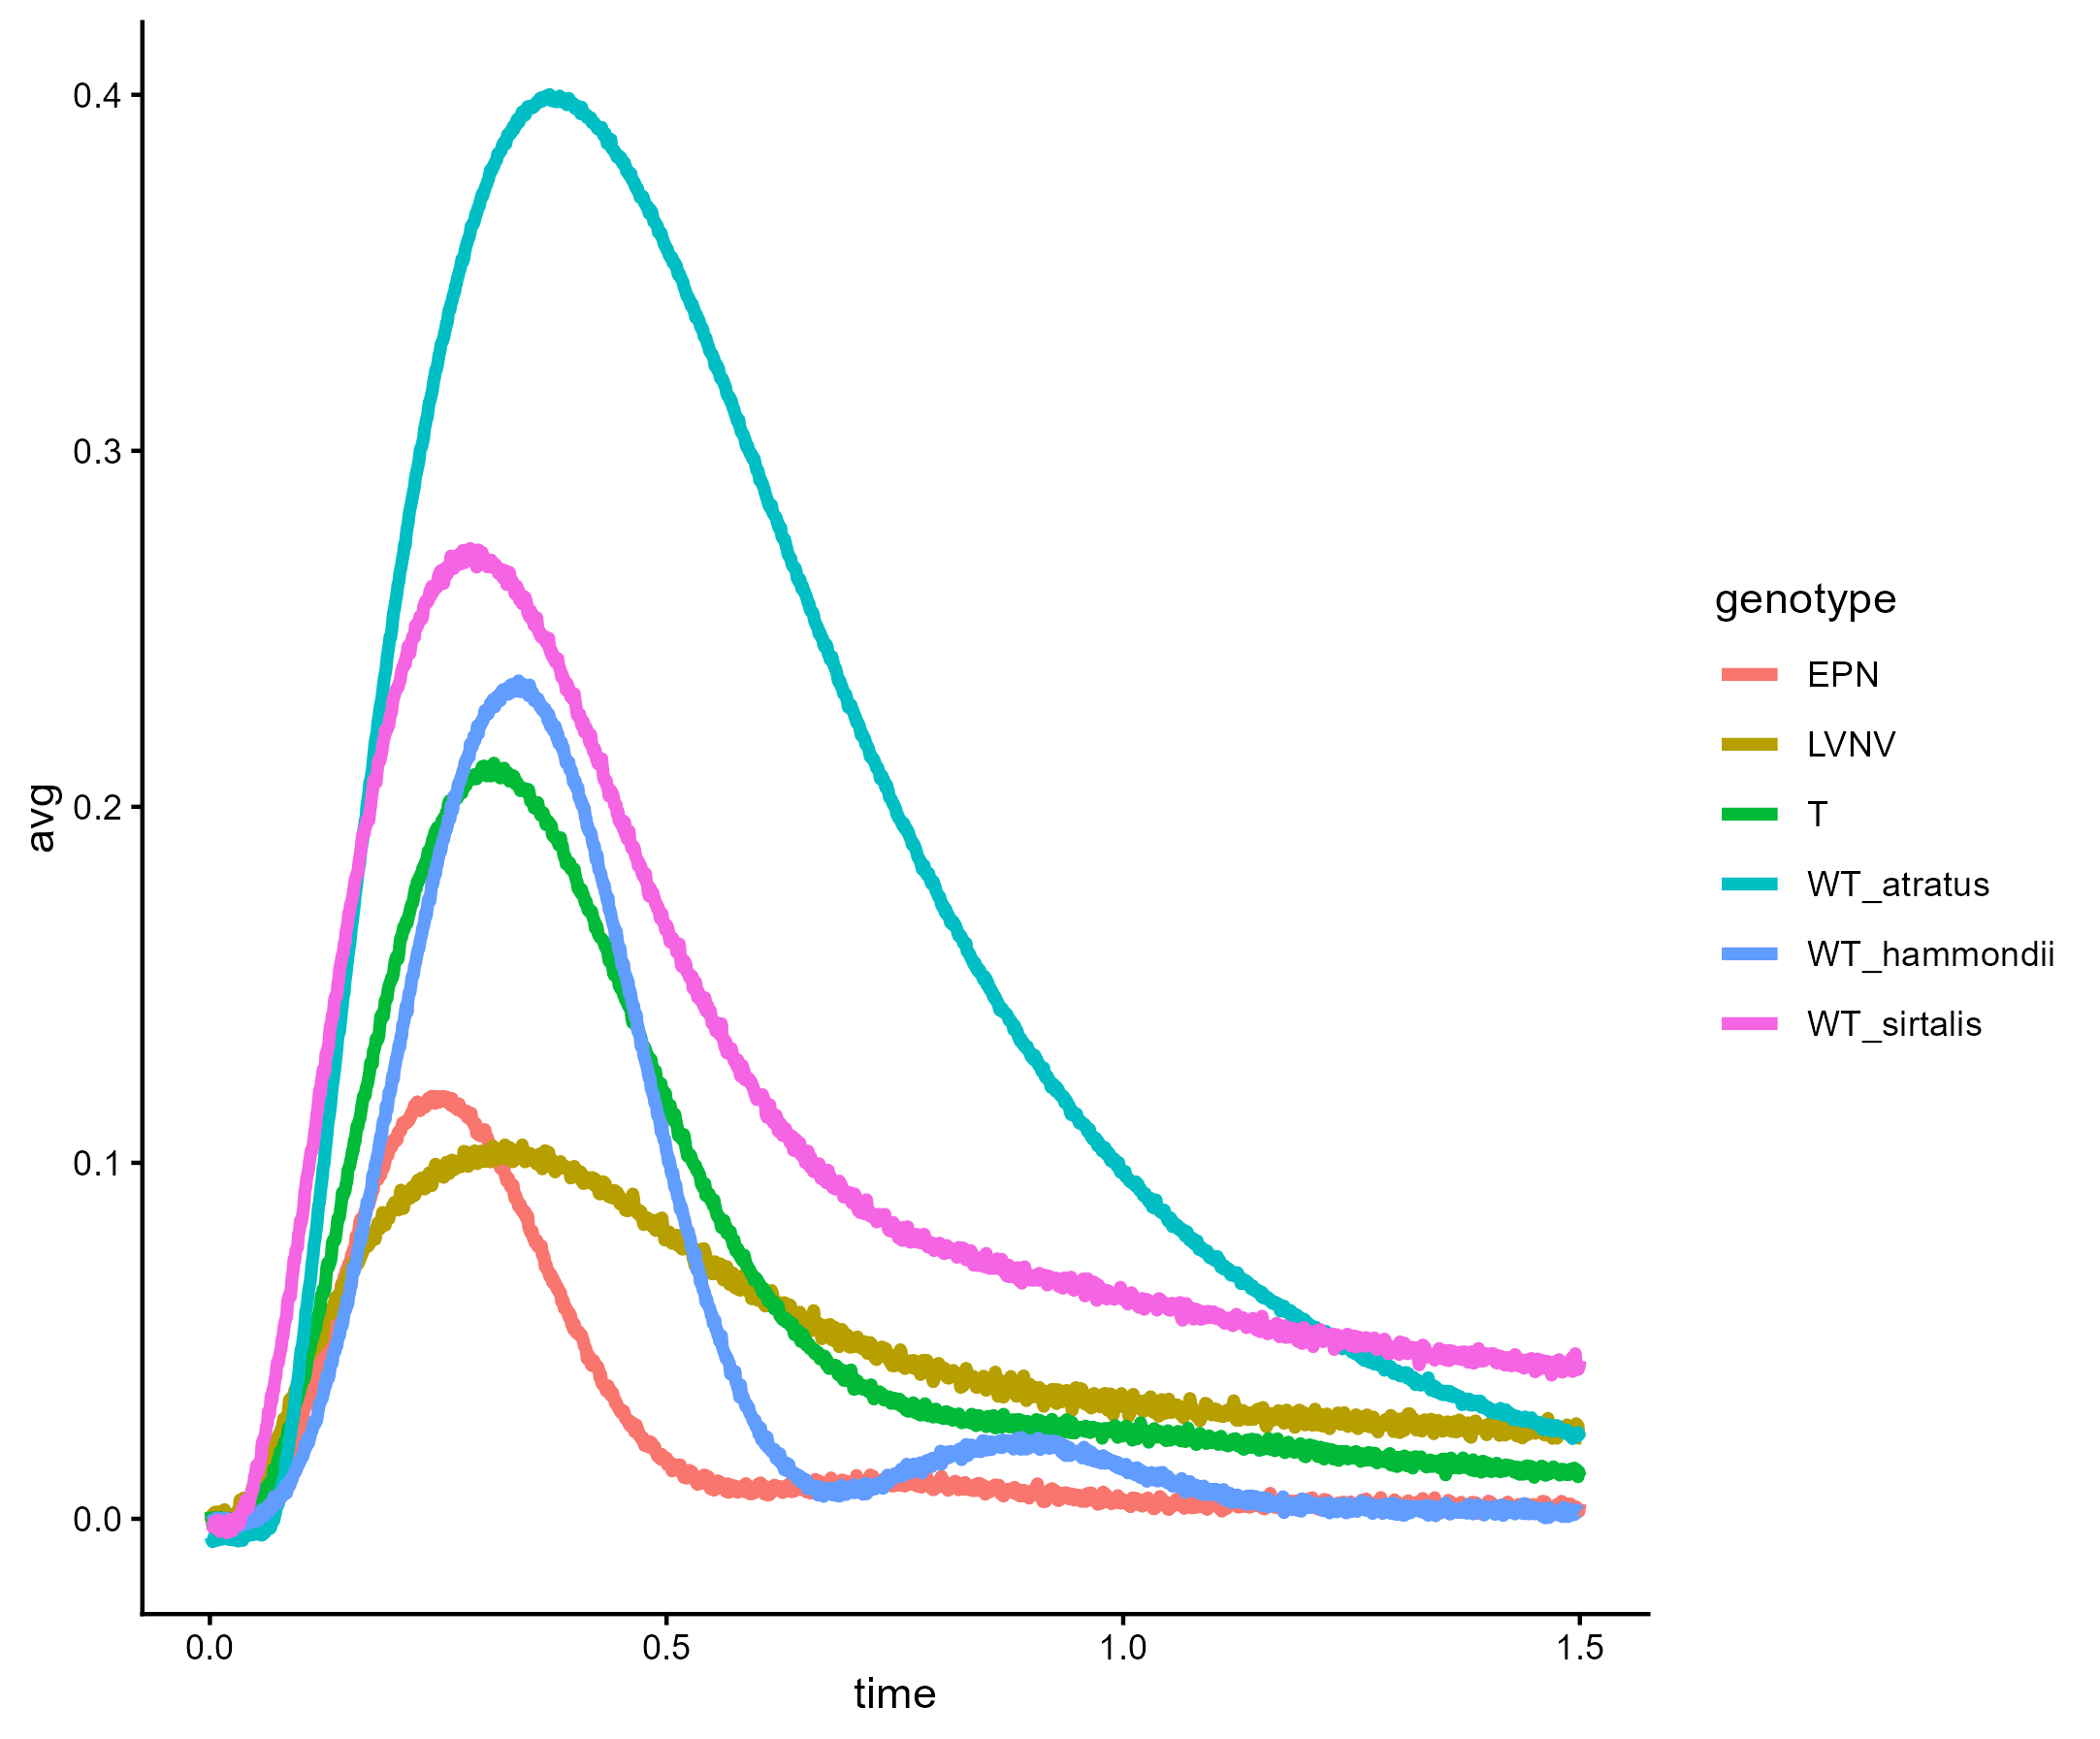 0.4
0.3
0.2
0.1
0.0
avg
0.0 0.5 1.0 1.5
time
genotype
EPN
LVNV
T
WT_atratus
WT_hammondii
WT_sirtalis